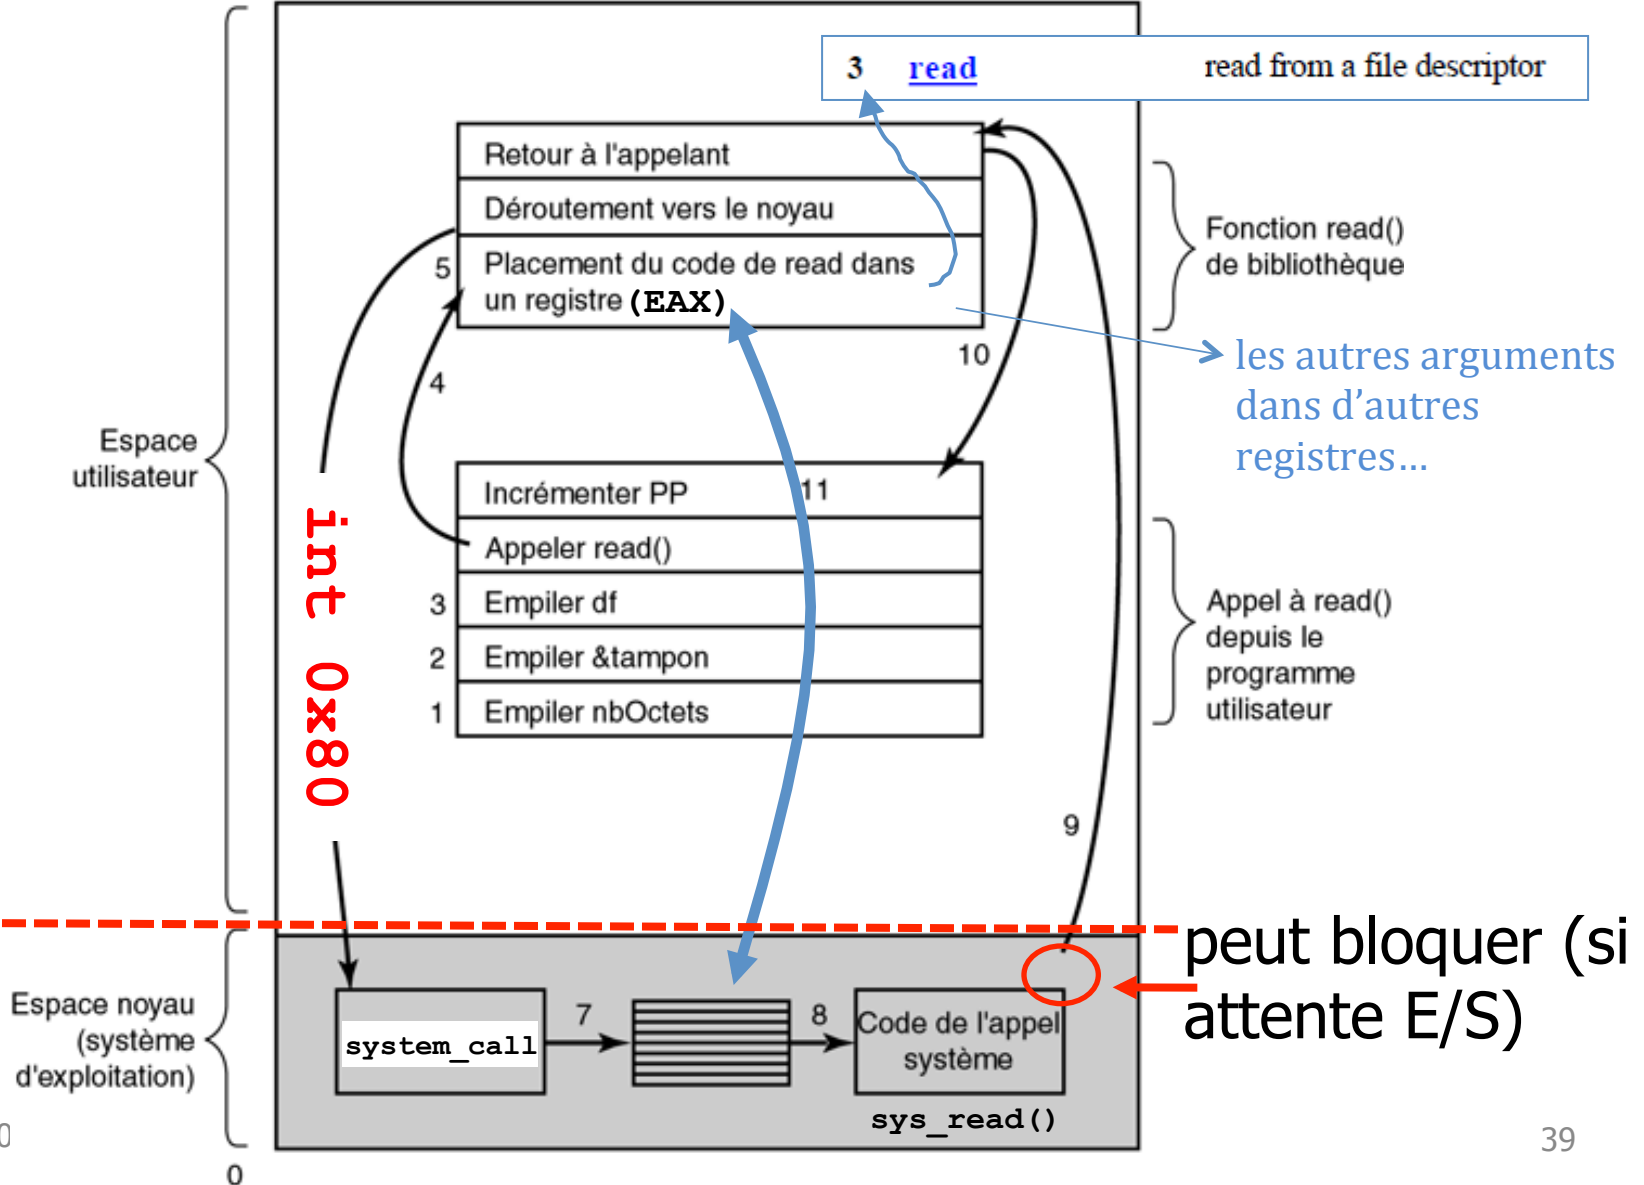 3 read read from a file descriptor
Retour à l'appelant
Déroutement vers le noyau
5
Placement du code de read dans
un registre (EAX)
Fonction read()
de bibliothèque
4
10
les autres arguments
dans d’autres
registres…
Espace
utilisateur
int 0x80
Incrémenter PP 11
Appeler read()
3 Empiler df
2 Empiler &tampon
1 Empiler nbOctets
Appel à read()
depuis le
programme
utilisateur
9
peut bloquer (si
attente E/S)
Espace noyau
(système
d'exploitation)
system_call
7
8
Code de l'appel
système
sys_read()
0
39
0